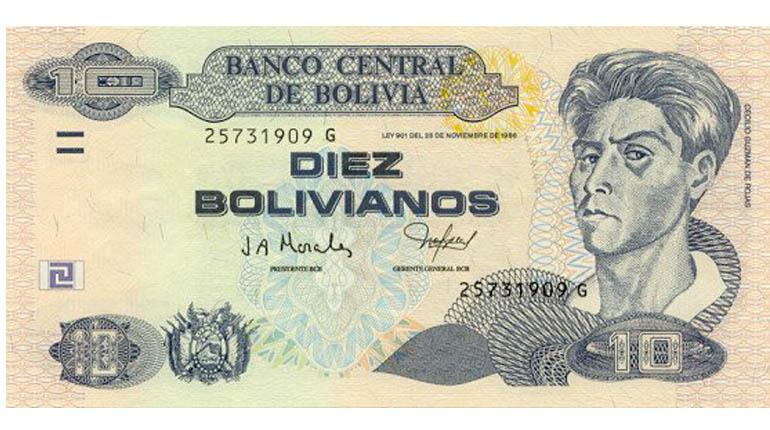 10
BANCO CENTRAL
DE BOLIVIA
25731909 G
LEY 901 DEL 28 DE NOVIEMBRE DE 1986
DIEZ
BOLIVIANOS
J A Morales
PRESIDENTE BCB
GERENTE GENERAL BCB
25731909 G
CECILIO GUZMAN DE ROJAS
10
10